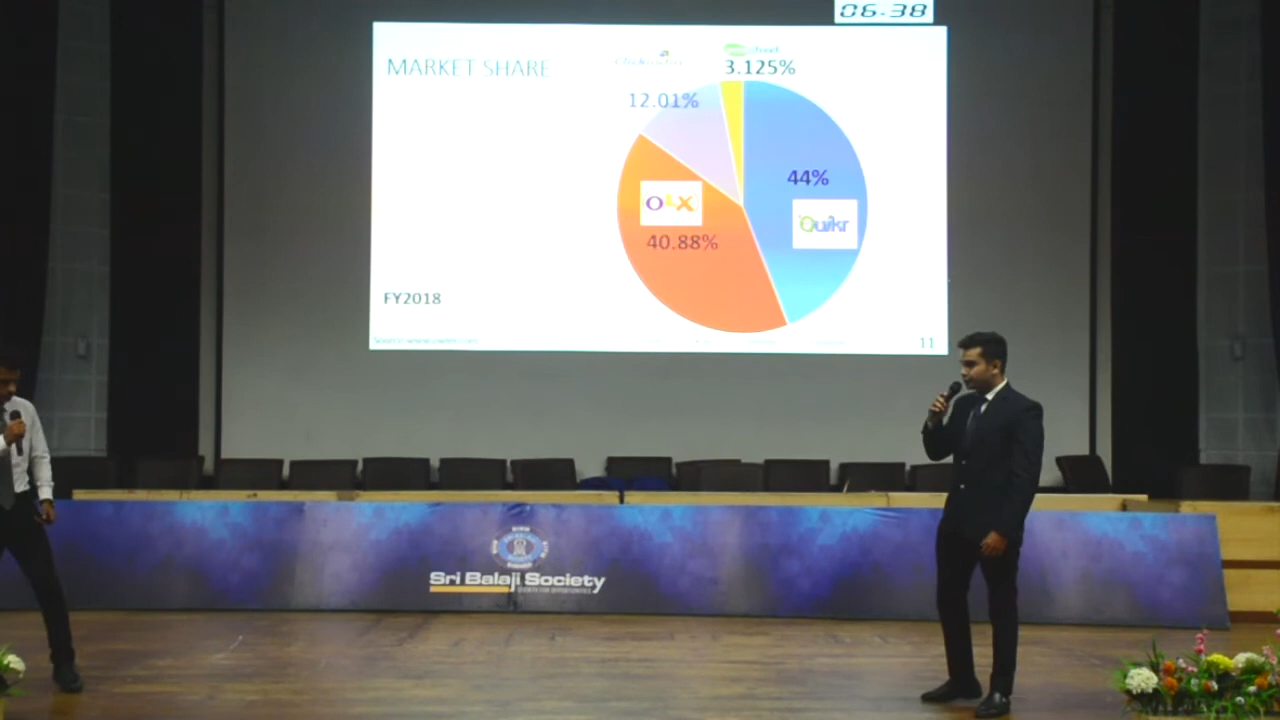 06-38
MARKET SHARE
3.125%
12.01%
44%
OLX
Quikr
40.88%
FY2018
11
Sri Balaji Society